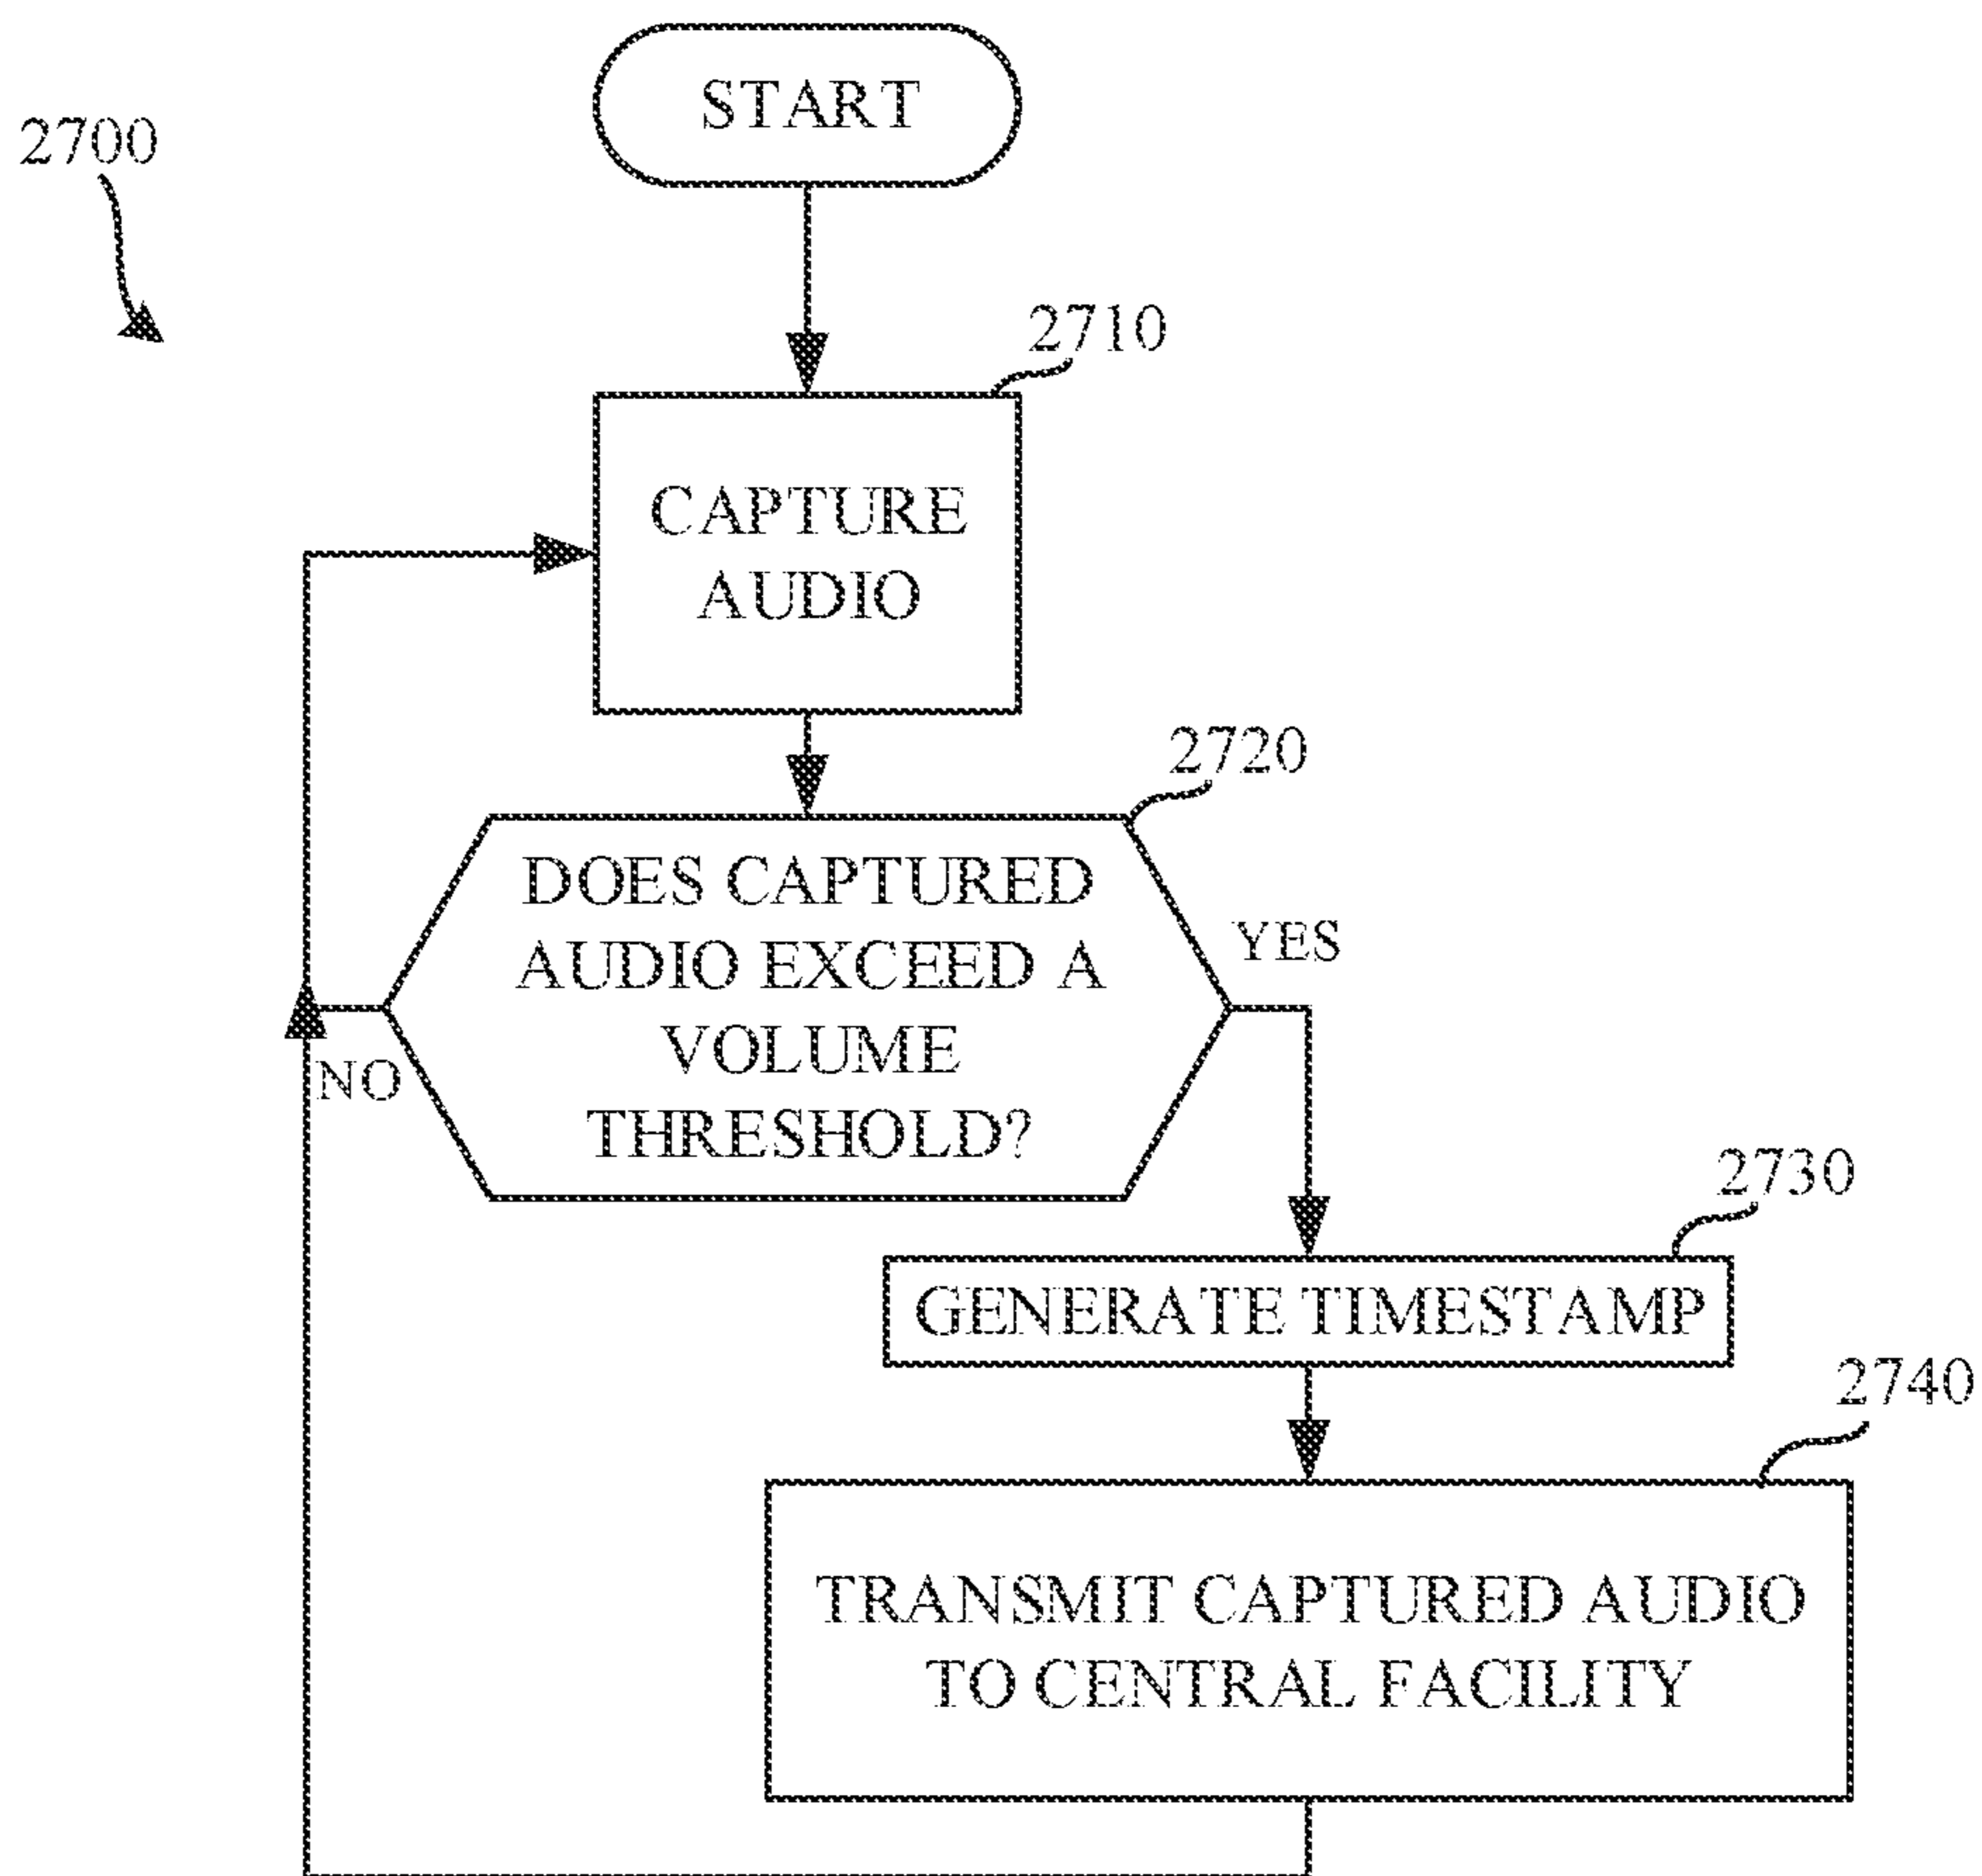 START
2700
2710
CAPTURE
AUDIO
2720
DOES CAPTURED
AUDIO EXCEED A
VOLUME
THRESHOLD?
YES
NO
2730
GENERATE TIMESTAMP
2740
TRANSMIT CAPTURED AUDIO
TO CENTRAL FACILITY